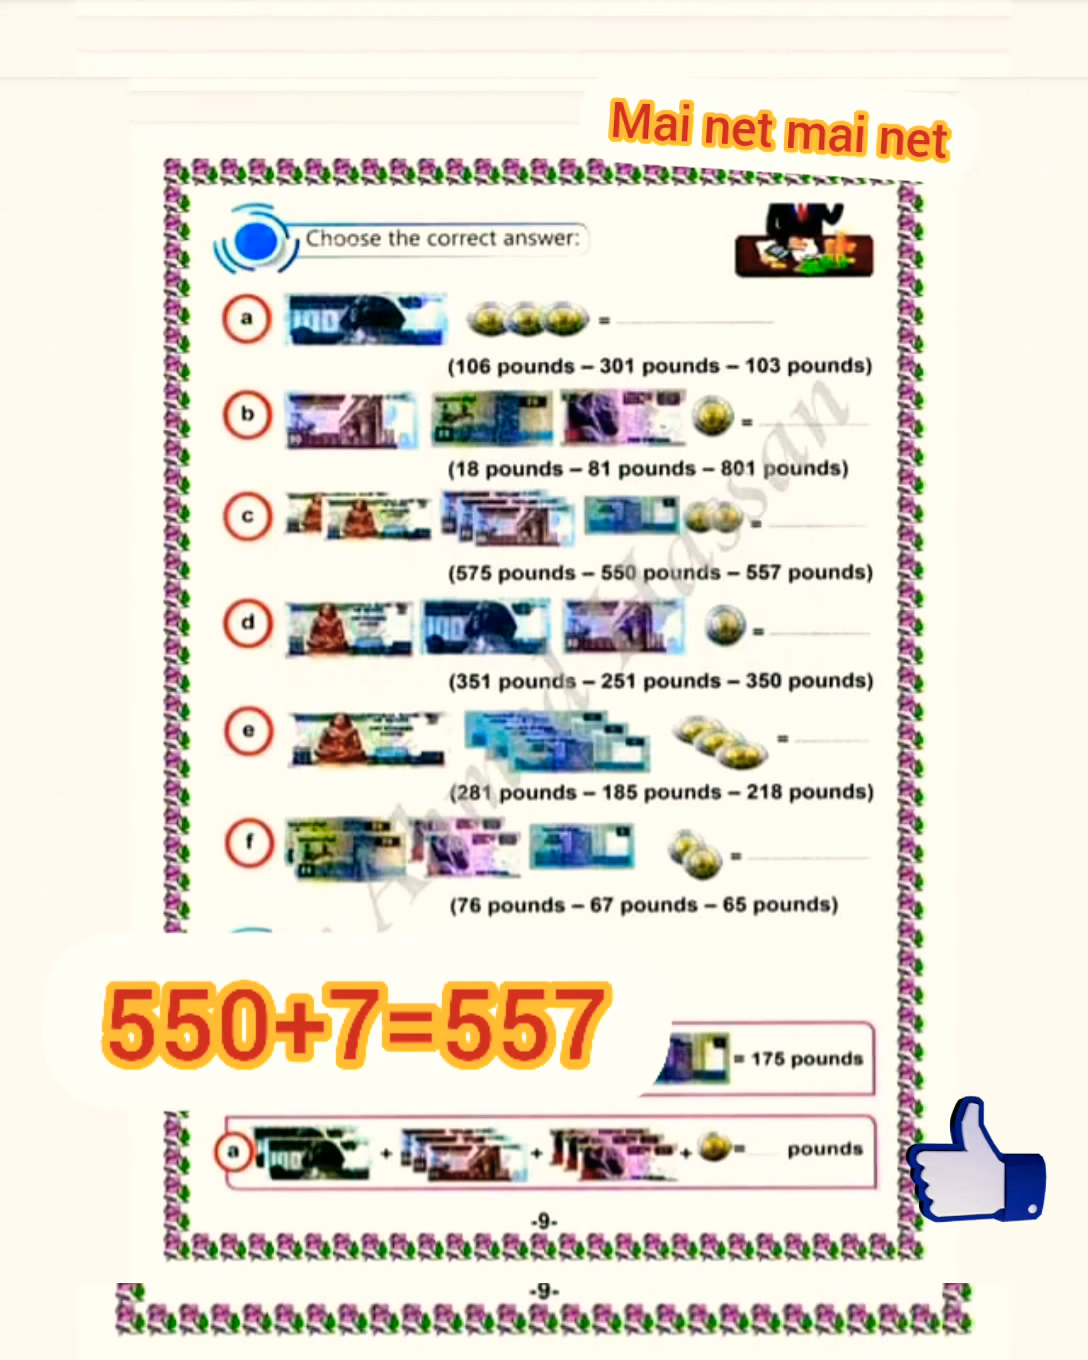 Mai net mai net
Choose the correct answer:
a
=
(106 pounds – 301 pounds – 103 pounds)
b
=
(18 pounds – 81 pounds – 801 pounds)
c
=
(575 pounds – 550 pounds – 557 pounds)
d
=
(351 pounds – 251 pounds – 350 pounds)
e
=
(281 pounds – 185 pounds – 218 pounds)
f
=
(76 pounds – 67 pounds – 65 pounds)
Ahmed Hassan
550+7=557
= 175 pounds
a + + + = pounds
-9-
-9-